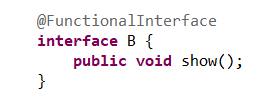 @FunctionalInterface
interface B {
    public void show();
}